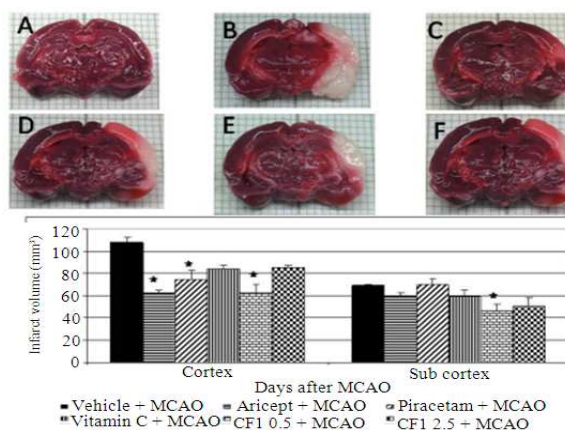 A B C
D E F
120
100
80
60
40
20
0
Infarct volume (mm³)
* * * *
Cortex Sub cortex
Days after MCAO
Vehicle + MCAO Aricept + MCAO Piracetam + MCAO
Vitamin C + MCAO CF1 0.5 + MCAO CF1 2.5 + MCAO